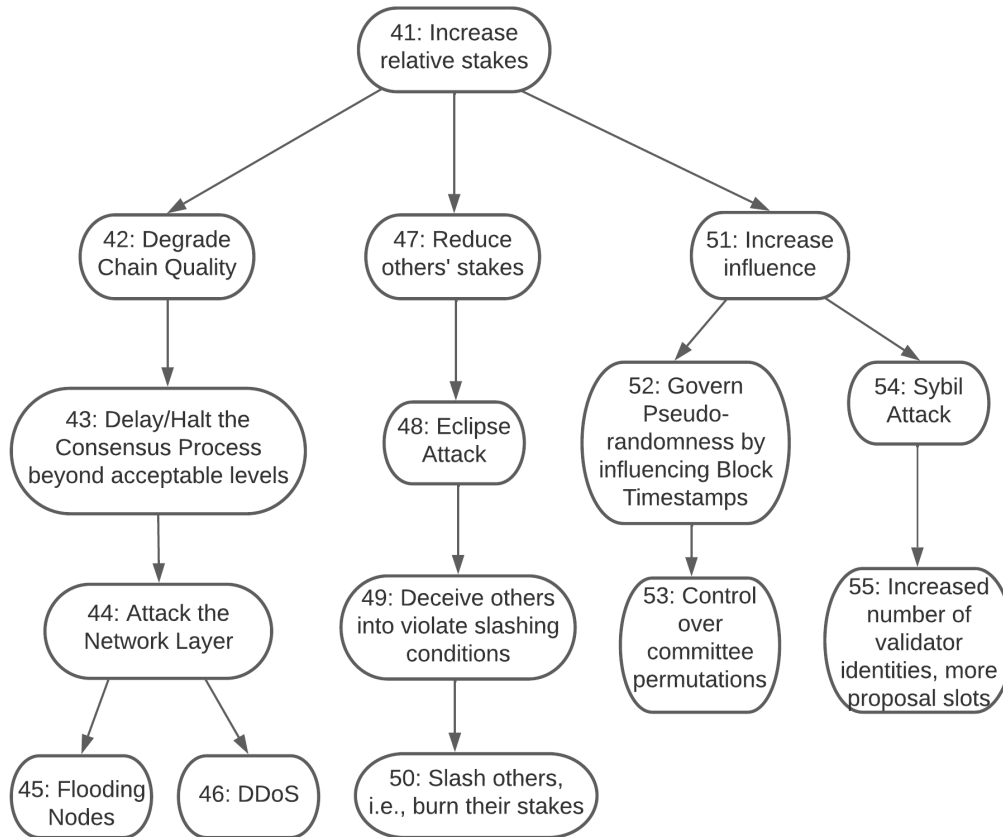 41: Increase
relative stakes
42: Degrade
Chain Quality
47: Reduce
others' stakes
51: Increase
influence
43: Delay/Halt the
Consensus Process
beyond acceptable levels
48: Eclipse
Attack
52: Govern
Pseudo-
randomness by
influencing Block
Timestamps
54: Sybil
Attack
44: Attack the
Network Layer
49: Deceive others
into violate slashing
conditions
53: Control
over
committee
permutations
55: Increased
number of
validator
identities, more
proposal slots
45: Flooding
Nodes
46: DDoS
50: Slash others,
i.e., burn their stakes